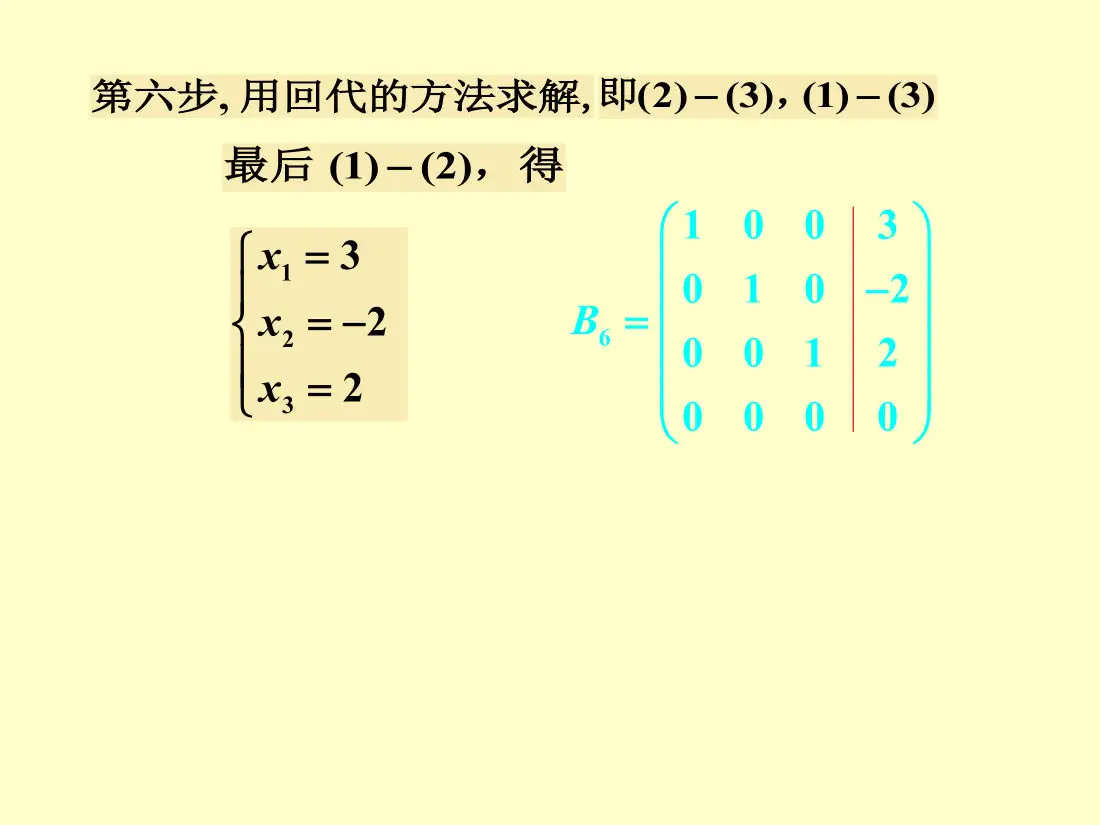 第六步, 用回代的方法求解, 即(2) − (3)，(1) − (3)
最后 (1) − (2)， 得
x₁ = 3
x₂ = −2
x₃ = 2
B₆ =
1 0 0 3
0 1 0 −2
0 0 1 2
0 0 0 0